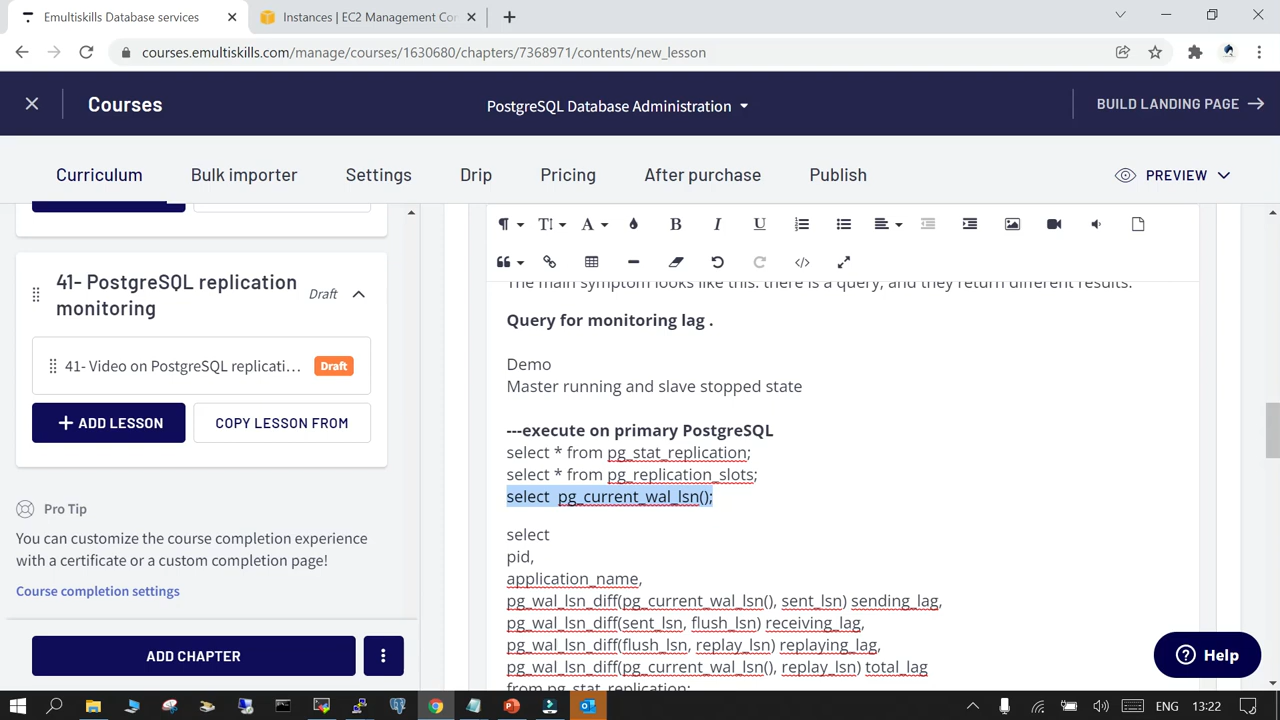 Emultiskills Database services
Instances | EC2 Management Con
courses.emultiskills.com/manage/courses/1630680/chapters/7368971/contents/new_lesson
Courses
PostgreSQL Database Administration
BUILD LANDING PAGE
Curriculum
Bulk importer
Settings
Drip
Pricing
After purchase
Publish
PREVIEW
41- PostgreSQL replication
monitoring
Draft
41- Video on PostgreSQL replicati...
Draft
ADD LESSON
COPY LESSON FROM
Pro Tip
You can customize the course completion experience
with a certificate or a custom completion page!
Course completion settings
ADD CHAPTER
The main symptom looks like this: there is a query, and they return different results.
Query for monitoring lag .
Demo
Master running and slave stopped state
---execute on primary PostgreSQL
select * from pg_stat_replication;
select * from pg_replication_slots;
select  pg_current_wal_lsn();
select
pid,
application_name,
pg_wal_lsn_diff(pg_current_wal_lsn(), sent_lsn) sending_lag,
pg_wal_lsn_diff(sent_lsn, flush_lsn) receiving_lag,
pg_wal_lsn_diff(flush_lsn, replay_lsn) replaying_lag,
pg_wal_lsn_diff(pg_current_wal_lsn(), replay_lsn) total_lag
from pg_stat_replication;
Help
ENG
13:22